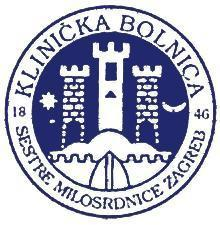 KLINIČKA BOLNICA
18 46
SESTRE MILOSRDNICE ZAGREB